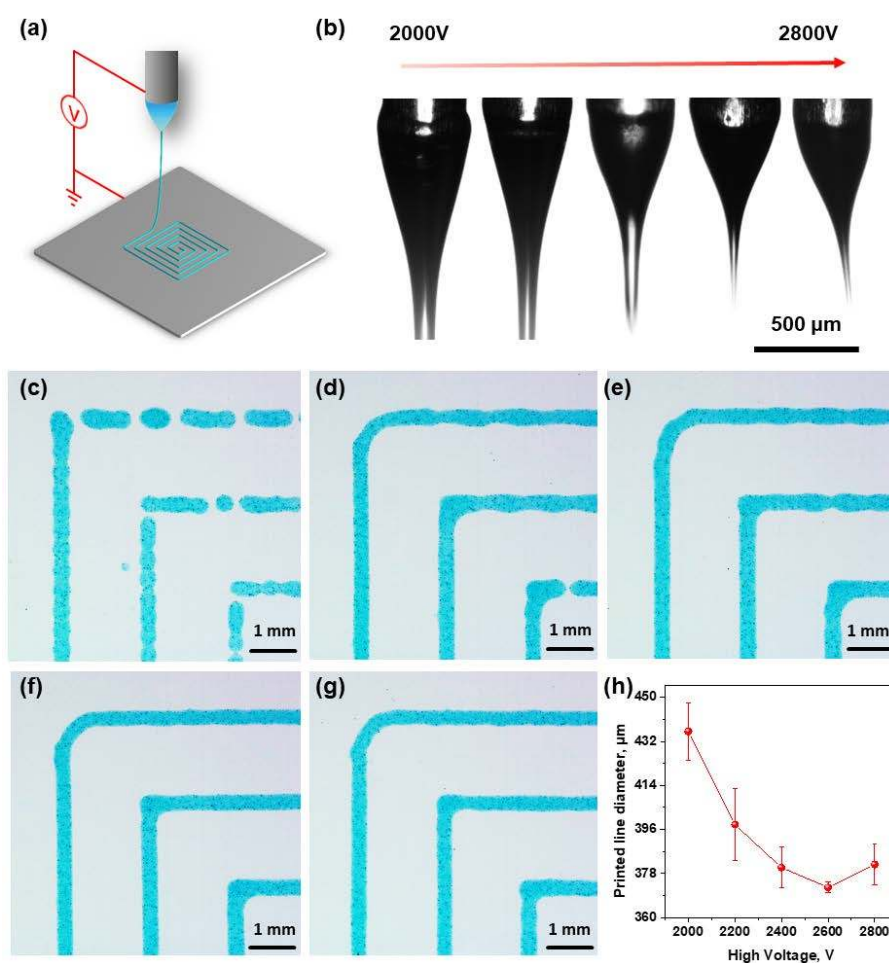 (a)
V
(b)
2000V
2800V
500 µm
(c)
1 mm
(d)
1 mm
(e)
1 mm
(f)
1 mm
(g)
1 mm
(h)
450
432
414
396
378
360
Printed line diameter, µm
2000 2200 2400 2600 2800
High Voltage, V